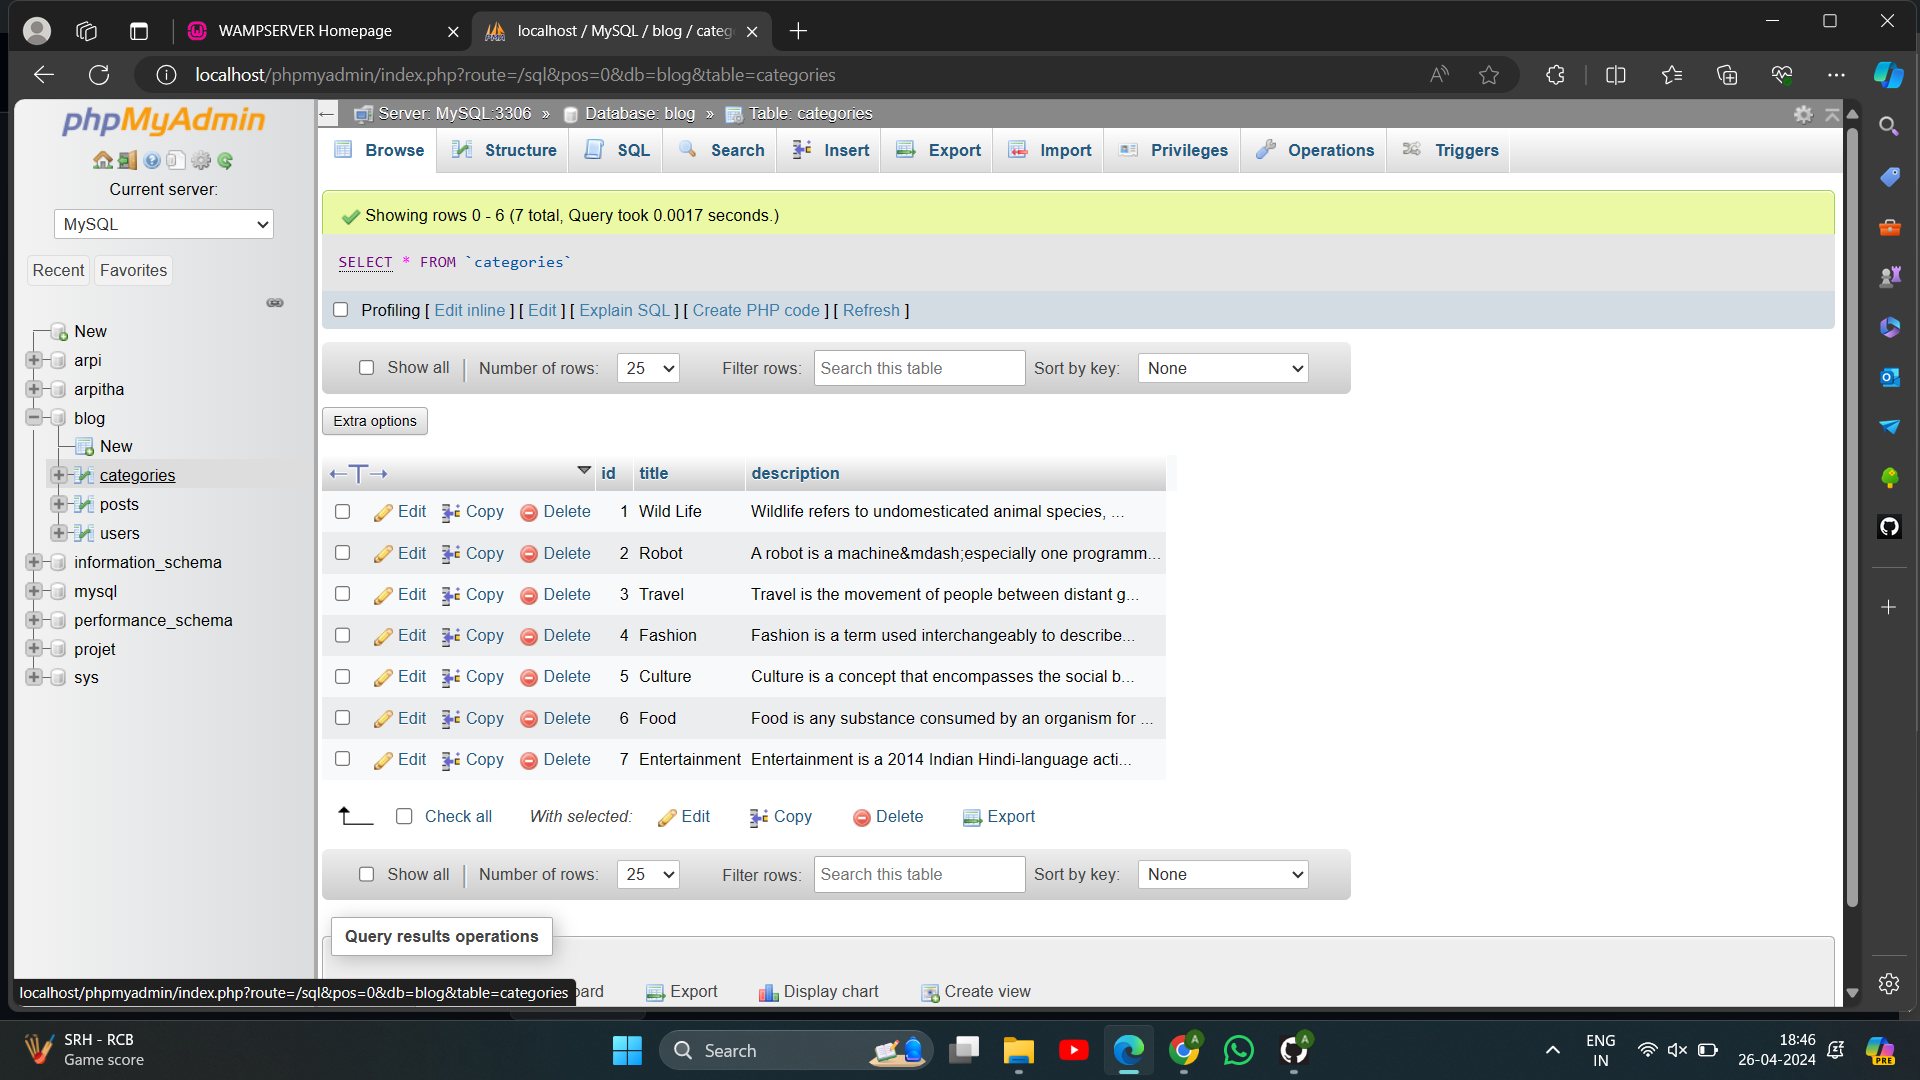 WAMPSERVER Homepage
localhost / MySQL / blog / categ
localhost/phpmyadmin/index.php?route=/sql&pos=0&db=blog&table=categories
phpMyAdmin
Current server:
MySQL
Recent
Favorites
New
arpi
arpitha
blog
New
categories
posts
users
information_schema
mysql
performance_schema
projet
sys
Server: MySQL:3306 » Database: blog » Table: categories
Browse
Structure
SQL
Search
Insert
Export
Import
Privileges
Operations
Triggers
Showing rows 0 - 6 (7 total, Query took 0.0017 seconds.)
SELECT * FROM `categories`
Profiling [ Edit inline ] [ Edit ] [ Explain SQL ] [ Create PHP code ] [ Refresh ]
Show all | Number of rows: 25 Filter rows: Search this table Sort by key: None
Extra options
←T→ id title description
Edit Copy Delete 1 Wild Life Wildlife refers to undomesticated animal species, ...
Edit Copy Delete 2 Robot A robot is a machine&mdash;especially one programm...
Edit Copy Delete 3 Travel Travel is the movement of people between distant g...
Edit Copy Delete 4 Fashion Fashion is a term used interchangeably to describe...
Edit Copy Delete 5 Culture Culture is a concept that encompasses the social b...
Edit Copy Delete 6 Food Food is any substance consumed by an organism for ...
Edit Copy Delete 7 Entertainment Entertainment is a 2014 Indian Hindi-language acti...
Check all With selected: Edit Copy Delete Export
Show all | Number of rows: 25 Filter rows: Search this table Sort by key: None
Query results operations
oard Export Display chart Create view
localhost/phpmyadmin/index.php?route=/sql&pos=0&db=blog&table=categories
SRH - RCB
Game score
Search
A
A
ENG
IN
18:46
26-04-2024
PRE